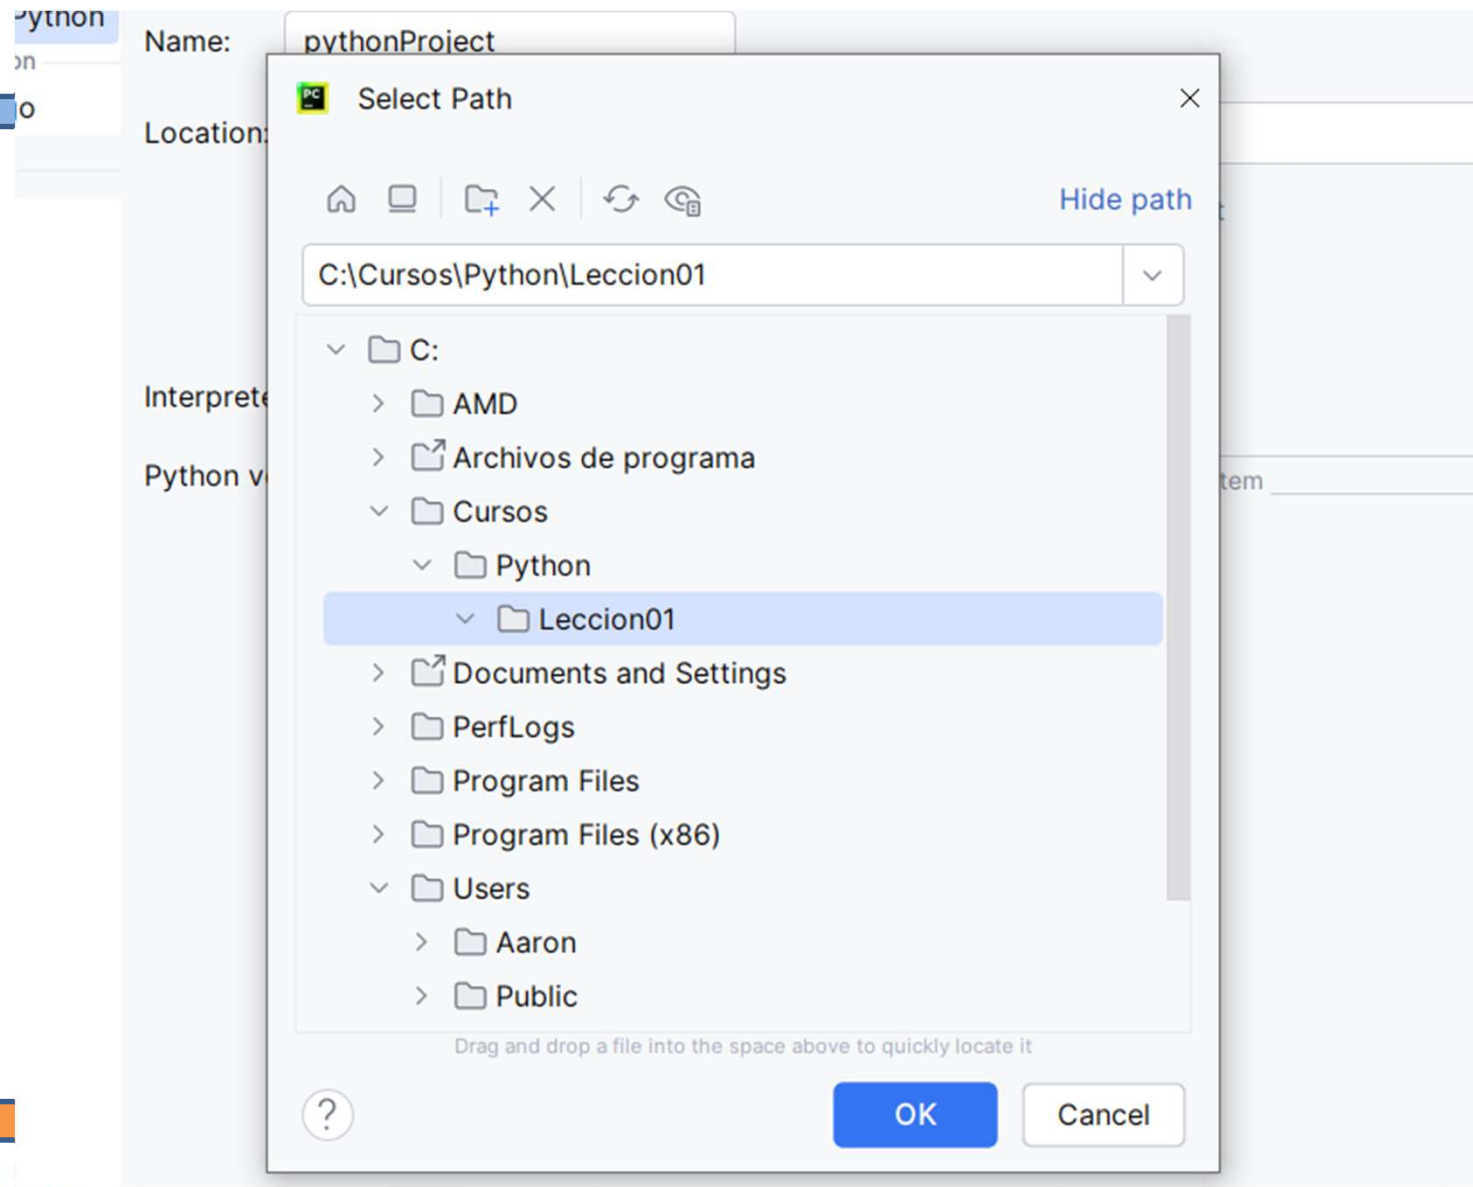 Python
Name:
pythonProject
Select Path
Location:
Hide path
C:\Cursos\Python\Leccion01
C:
AMD
Archivos de programa
Cursos
Python
Leccion01
Documents and Settings
PerfLogs
Program Files
Program Files (x86)
Users
Aaron
Public
Drag and drop a file into the space above to quickly locate it
?
OK
Cancel
Interprete
Python v
tem